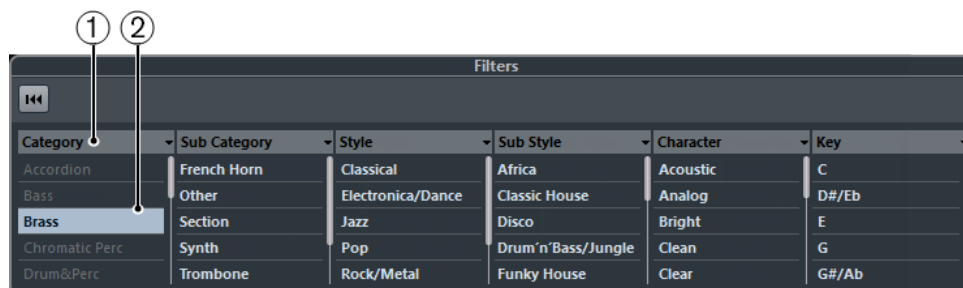 ① ②
Filters
Category Sub Category Style Sub Style Character Key
Accordion French Horn Classical Africa Acoustic C
Bass Other Electronica/Dance Classic House Analog D#/Eb
Brass Section Jazz Disco Bright E
Chromatic Perc Synth Pop Drum´n´Bass/Jungle Clean G
Drum&Perc Trombone Rock/Metal Funky House Clear G#/Ab